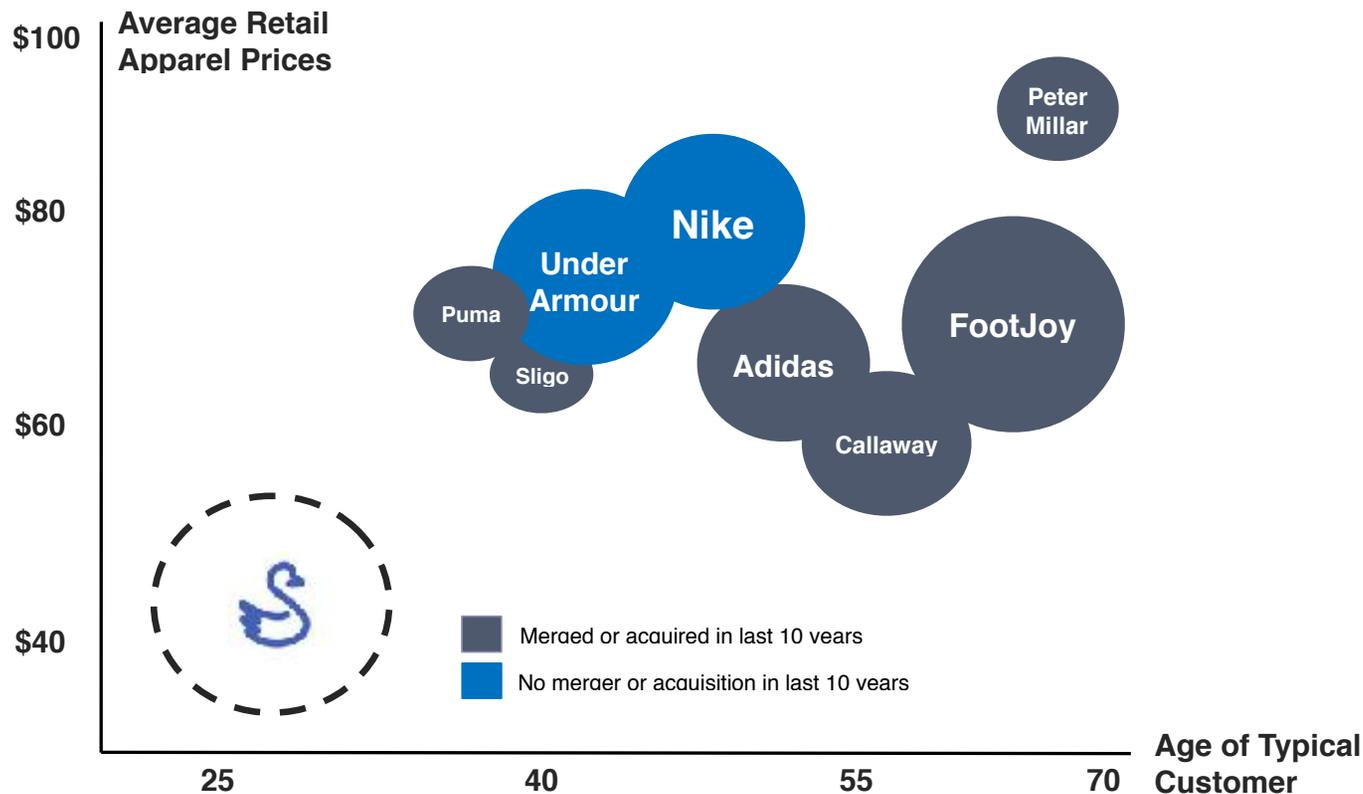 Average Retail
Apparel Prices
$100
Peter
Millar
$80
Nike
Under
Armour
Puma
FootJoy
Adidas
Sligo
$60
Callaway
$40
Merged or acquired in last 10 years
No merger or acquisition in last 10 years
Age of Typical
Customer
25
40
55
70